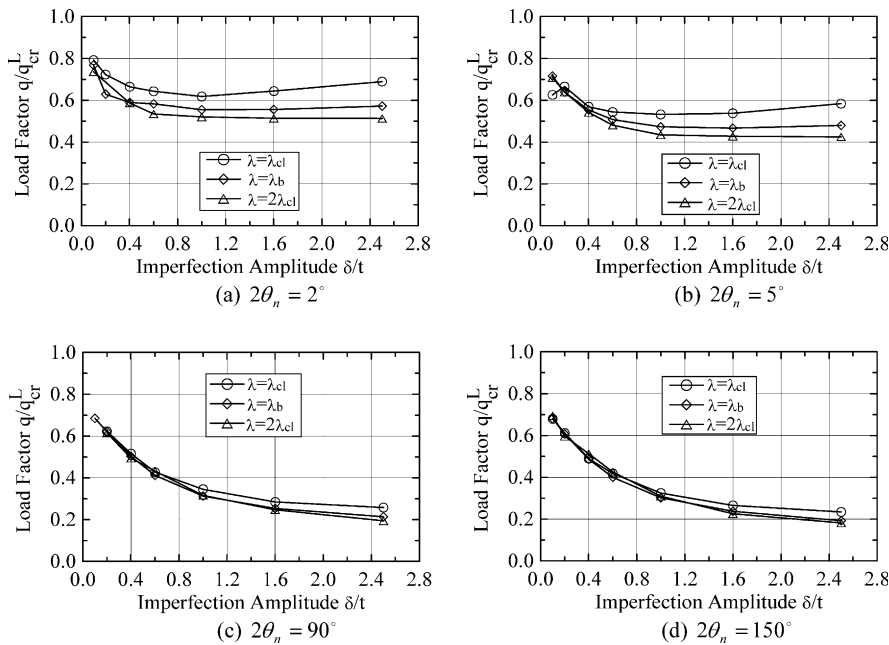 1.0
0.8
0.6
0.4
0.2
0.0
Load Factor q/q_cr^L
λ=λcl
λ=λb
λ=2λcl
0.0 0.4 0.8 1.2 1.6 2.0 2.4 2.8
Imperfection Amplitude δ/t
(a) 2θn = 2°
1.0
0.8
0.6
0.4
0.2
0.0
Load Factor q/q_cr^L
λ=λcl
λ=λb
λ=2λcl
0.0 0.4 0.8 1.2 1.6 2.0 2.4 2.8
Imperfection Amplitude δ/t
(b) 2θn = 5°
1.0
0.8
0.6
0.4
0.2
0.0
Load Factor q/q_cr^L
λ=λcl
λ=λb
λ=2λcl
0.0 0.4 0.8 1.2 1.6 2.0 2.4 2.8
Imperfection Amplitude δ/t
(c) 2θn = 90°
1.0
0.8
0.6
0.4
0.2
0.0
Load Factor q/q_cr^L
λ=λcl
λ=λb
λ=2λcl
0.0 0.4 0.8 1.2 1.6 2.0 2.4 2.8
Imperfection Amplitude δ/t
(d) 2θn = 150°